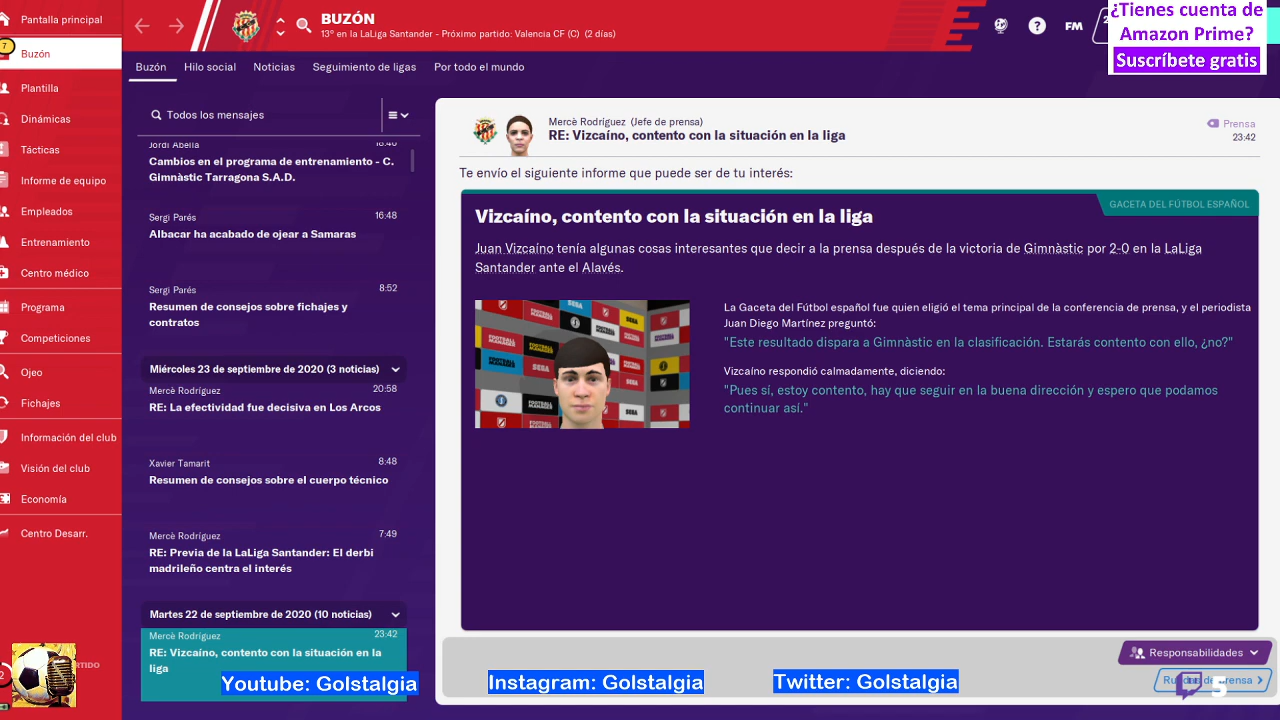 Pantalla principal
7
Buzón
Plantilla
Dinámicas
Tácticas
Informe de equipo
Empleados
Entrenamiento
Centro médico
Programa
Competiciones
Ojeo
Fichajes
Información del club
Visión del club
Economía
Centro Desarr.
BUZÓN
13º en la LaLiga Santander - Próximo partido: Valencia CF (C) (2 días)
FM
¿Tienes cuenta de
Amazon Prime?
Suscríbete gratis
Buzón
Hilo social
Noticias
Seguimiento de ligas
Por todo el mundo
Todos los mensajes
Jordi Abella
18:40
Cambios en el programa de entrenamiento - C.
Gimnàstic Tarragona S.A.D.
Sergi Parés
16:48
Albacar ha acabado de ojear a Samaras
Sergi Parés
8:52
Resumen de consejos sobre fichajes y
contratos
Miércoles 23 de septiembre de 2020 (3 noticias)
Mercè Rodríguez
20:58
RE: La efectividad fue decisiva en Los Arcos
Xavier Tamarit
8:48
Resumen de consejos sobre el cuerpo técnico
Mercè Rodríguez
7:49
RE: Previa de la LaLiga Santander: El derbi
madrileño centra el interés
Martes 22 de septiembre de 2020 (10 noticias)
Mercè Rodríguez
23:42
RE: Vizcaíno, contento con la situación en la
liga
Mercè Rodríguez (Jefe de prensa)
RE: Vizcaíno, contento con la situación en la liga
Prensa
23:42
Te envío el siguiente informe que puede ser de tu interés:
GACETA DEL FÚTBOL ESPAÑOL
Vizcaíno, contento con la situación en la liga
Juan Vizcaíno tenía algunas cosas interesantes que decir a la prensa después de la victoria de Gimnàstic por 2-0 en la LaLiga
Santander ante el Alavés.
La Gaceta del Fútbol español fue quien eligió el tema principal de la conferencia de prensa, y el periodista
Juan Diego Martínez preguntó:
"Este resultado dispara a Gimnàstic en la clasificación. Estarás contento con ello, ¿no?"
Vizcaíno respondió calmadamente, diciendo:
"Pues sí, estoy contento, hay que seguir en la buena dirección y espero que podamos
continuar así."
Responsabilidades
5
Youtube: Golstalgia
Instagram: Golstalgia
Twitter: Golstalgia